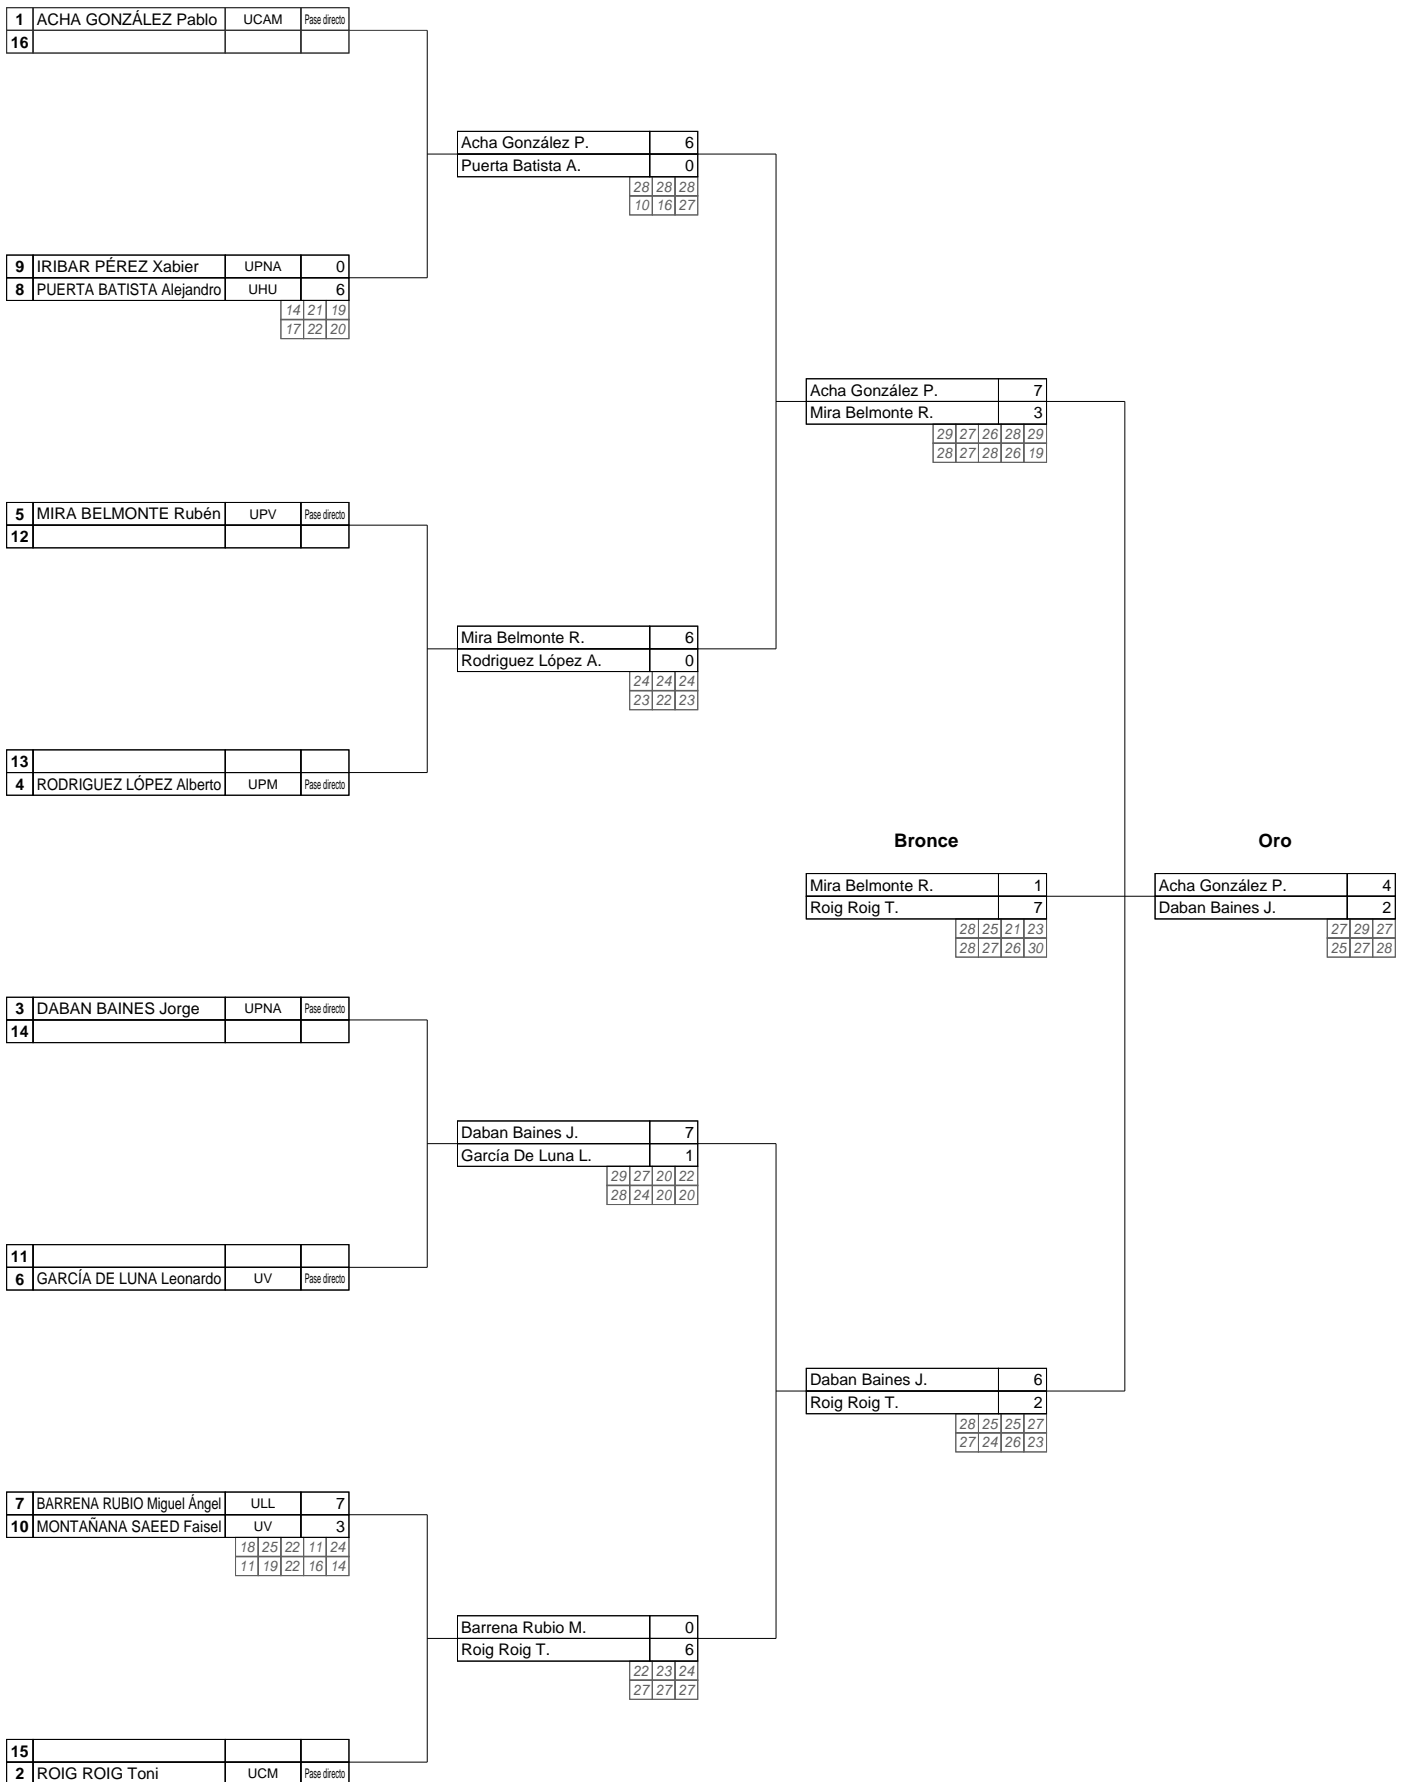 1 ACHA GONZÁLEZ Pablo UCAM Pase directo
16
Acha González P. 6
Puerta Batista A. 0
28 28 28
10 16 27
9 IRIBAR PÉREZ Xabier UPNA 0
8 PUERTA BATISTA Alejandro UHU 6
14 21 19
17 22 20
Acha González P. 7
Mira Belmonte R. 3
29 27 26 28 29
28 27 28 26 19
5 MIRA BELMONTE Rubén UPV Pase directo
12
Mira Belmonte R. 6
Rodriguez López A. 0
24 24 24
23 22 23
13
4 RODRIGUEZ LÓPEZ Alberto UPM Pase directo
Bronce Oro
Mira Belmonte R. 1 Acha González P. 4
Roig Roig T. 7 Daban Baines J. 2
28 25 21 23 27 29 27
28 27 26 30 25 27 28
3 DABAN BAINES Jorge UPNA Pase directo
14
Daban Baines J. 7
García De Luna L. 1
29 27 20 22
28 24 20 20
11
6 GARCÍA DE LUNA Leonardo UV Pase directo
Daban Baines J. 6
Roig Roig T. 2
28 25 25 27
27 24 26 23
7 BARRENA RUBIO Miguel Ángel ULL 7
10 MONTAÑANA SAEED Faisel UV 3
18 25 22 11 24
11 19 22 16 14
Barrena Rubio M. 0
Roig Roig T. 6
22 23 24
27 27 27
15
2 ROIG ROIG Toni UCM Pase directo